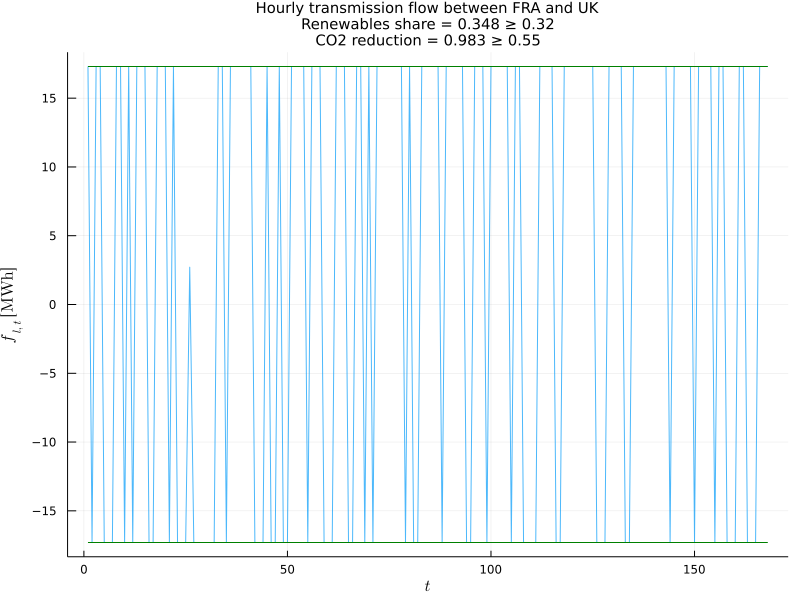 Hourly transmission flow between FRA and UK
Renewables share = 0.348 ≥ 0.32
CO2 reduction = 0.983 ≥ 0.55
15
10
5
0
−5
−10
−15
f_{l,t} [MWh]
0 50 100 150
t